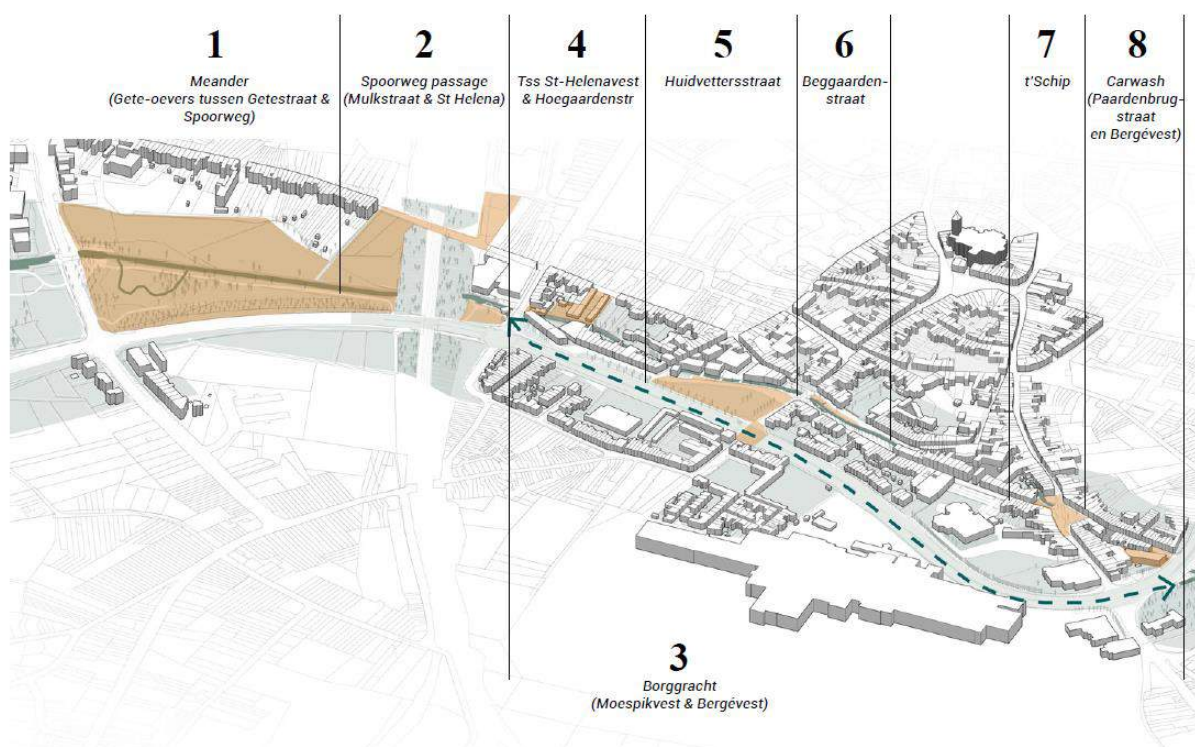 1
Meander
(Gete-oevers tussen Getestraat &
Spoorweg)
2
Spoorweg passage
(Mulkstraat & St Helena)
4
Tss St-Helenavest
& Hoegaardenstr
5
Huidvettersstraat
6
Beggaarden-
straat
7
t'Schip
8
Carwash
(Paardenbrug-
straat
en Bergévest)
3
Borggracht
(Moespikvest & Bergévest)